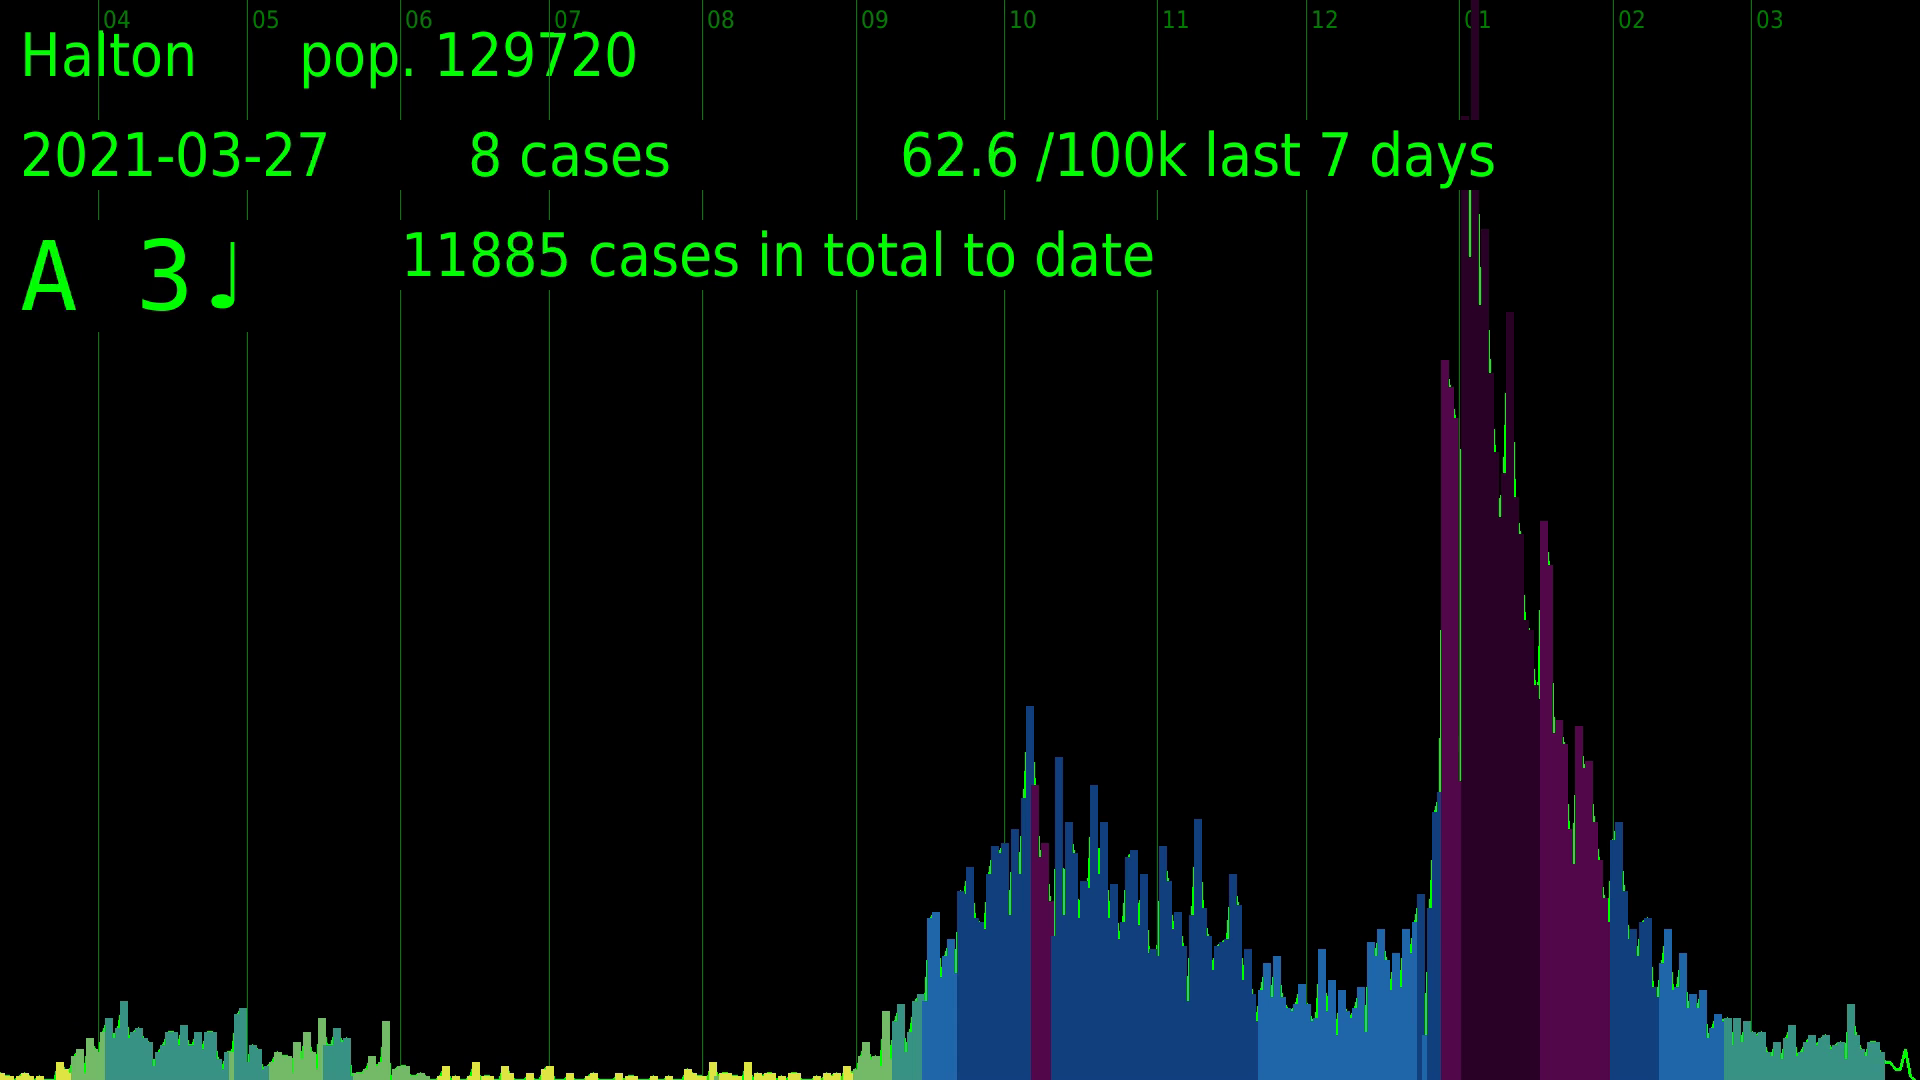 04 05 06 07 08 09 10 11 12 01 02 03
Halton pop. 129720
2021-03-27 8 cases 62.6 /100k last 7 days
A 3♩ 11885 cases in total to date